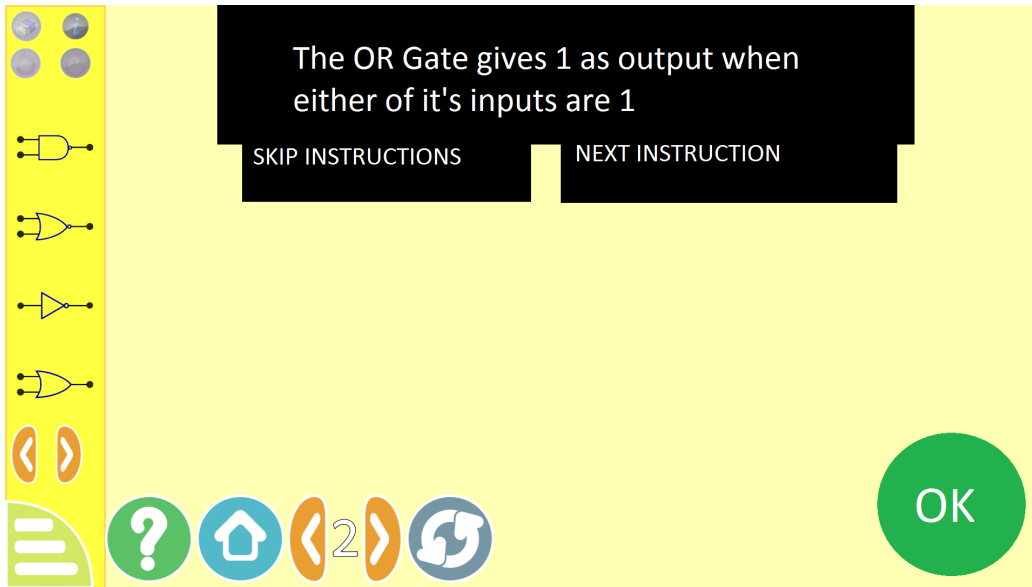 The OR Gate gives 1 as output when
either of it's inputs are 1
SKIP INSTRUCTIONS
NEXT INSTRUCTION
OK
?
2